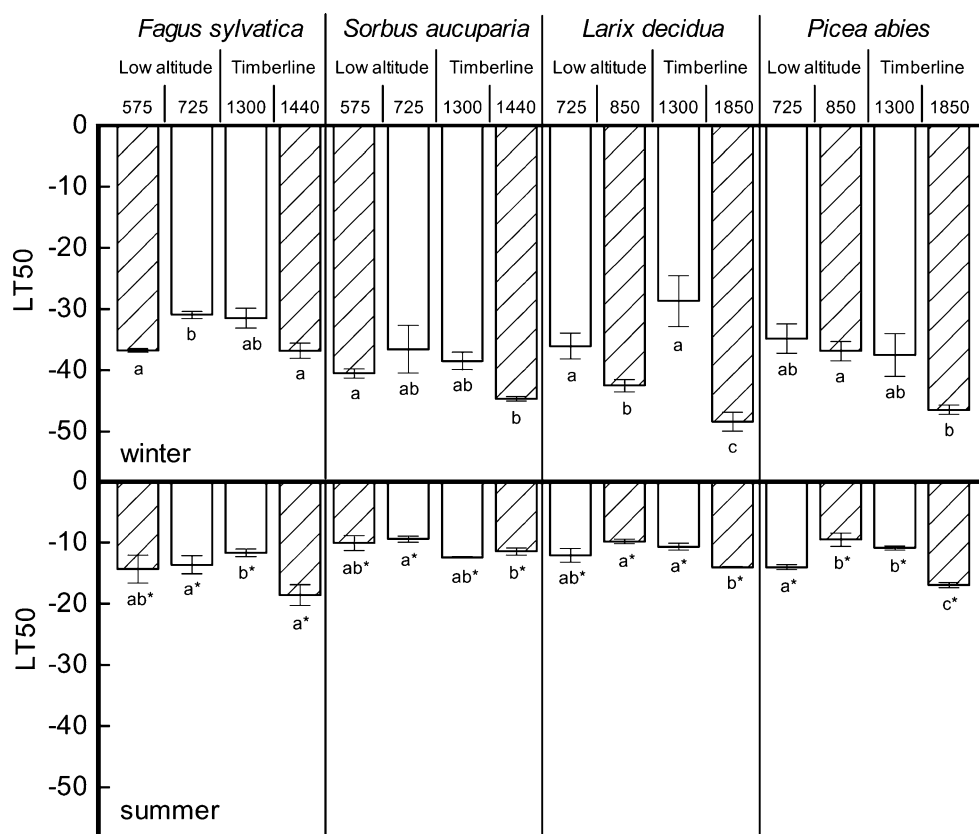 Fagus sylvatica Sorbus aucuparia Larix decidua Picea abies
Low altitude Timberline Low altitude Timberline Low altitude Timberline Low altitude Timberline
575 725 1300 1440 575 725 1300 1440 725 850 1300 1850 725 850 1300 1850
0
-10
-20
LT50
-30
b ab
a a a ab ab b a b a c ab a ab b
-40
-50
winter
0
-10
ab* a* b* a* ab* a* ab* b* ab* a* a* b* a* b* b* c*
-20
LT50
-30
-40
-50
summer